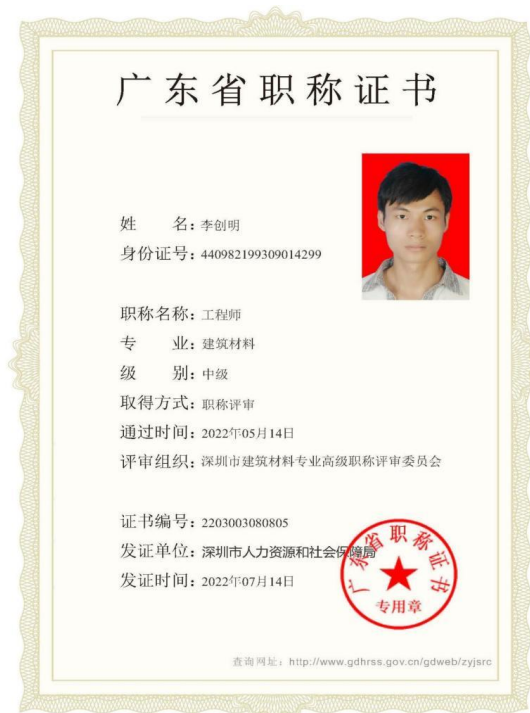 广东省职称证书
姓 名：李创明
身份证号：440982199309014299
职称名称：工程师
专 业：建筑材料
级 别：中级
取得方式：职称评审
通过时间：2022年05月14日
评审组织：深圳市建筑材料专业高级职称评审委员会
证书编号：2203003080805
发证单位：深圳市人力资源和社会保障局
发证时间：2022年07月14日
广东省职称证书
专用章
查询网址：http://www.gdhrss.gov.cn/gdweb/zyjsrc